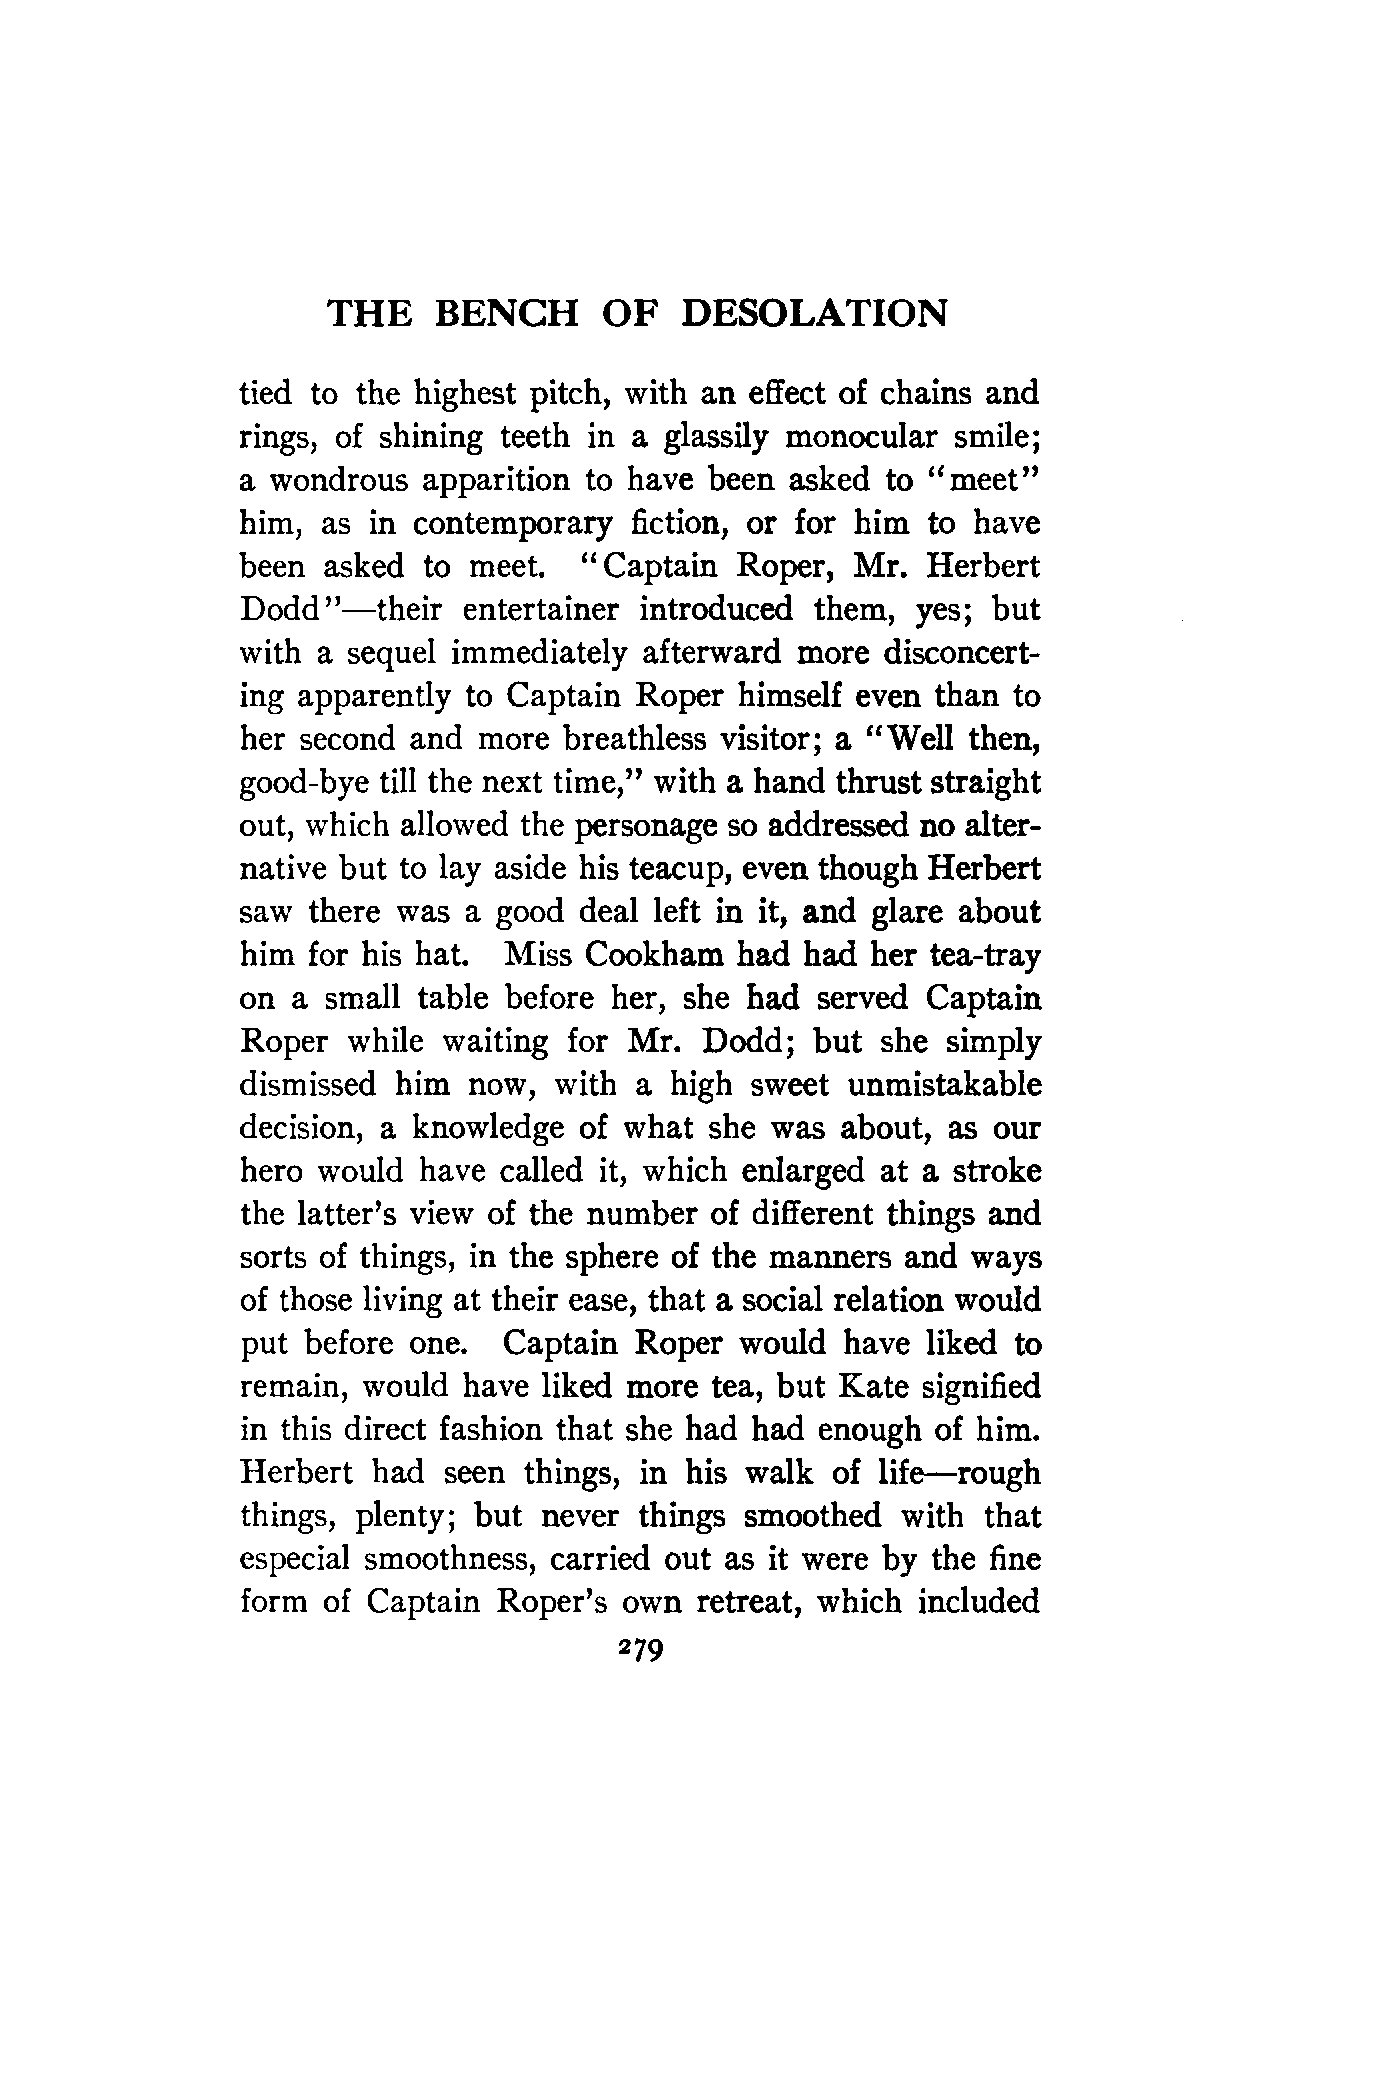 THE BENCH OF DESOLATION
tied to the highest pitch, with an effect of chains and
rings, of shining teeth in a glassily monocular smile;
a wondrous apparition to have been asked to "meet"
him, as in contemporary fiction, or for him to have
been asked to meet. "Captain Roper, Mr. Herbert
Dodd"—their entertainer introduced them, yes; but
with a sequel immediately afterward more disconcert-
ing apparently to Captain Roper himself even than to
her second and more breathless visitor; a "Well then,
good-bye till the next time," with a hand thrust straight
out, which allowed the personage so addressed no alter-
native but to lay aside his teacup, even though Herbert
saw there was a good deal left in it, and glare about
him for his hat. Miss Cookham had had her tea-tray
on a small table before her, she had served Captain
Roper while waiting for Mr. Dodd; but she simply
dismissed him now, with a high sweet unmistakable
decision, a knowledge of what she was about, as our
hero would have called it, which enlarged at a stroke
the latter's view of the number of different things and
sorts of things, in the sphere of the manners and ways
of those living at their ease, that a social relation would
put before one. Captain Roper would have liked to
remain, would have liked more tea, but Kate signified
in this direct fashion that she had had enough of him.
Herbert had seen things, in his walk of life—rough
things, plenty; but never things smoothed with that
especial smoothness, carried out as it were by the fine
form of Captain Roper's own retreat, which included
279